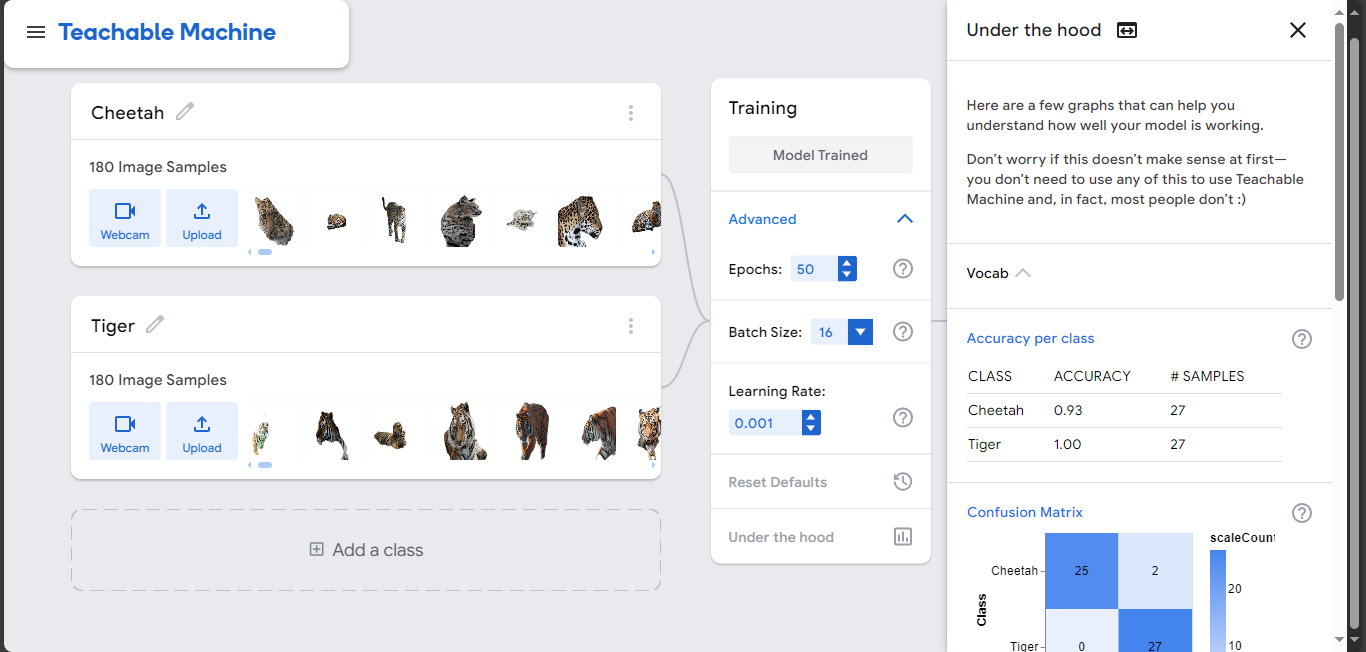 Teachable Machine
Cheetah
180 Image Samples
Webcam
Upload
Tiger
180 Image Samples
Webcam
Upload
Add a class
Training
Model Trained
Advanced
Epochs: 50
Batch Size: 16
Learning Rate:
0.001
Reset Defaults
Under the hood
Under the hood
Here are a few graphs that can help you
understand how well your model is working.
Don't worry if this doesn't make sense at first—
you don't need to use any of this to use Teachable
Machine and, in fact, most people don't :)
Vocab
Accuracy per class
CLASS ACCURACY # SAMPLES
Cheetah 0.93 27
Tiger 1.00 27
Confusion Matrix
scaleCount
Class
Cheetah 25 2
Tiger 0 27
20
10